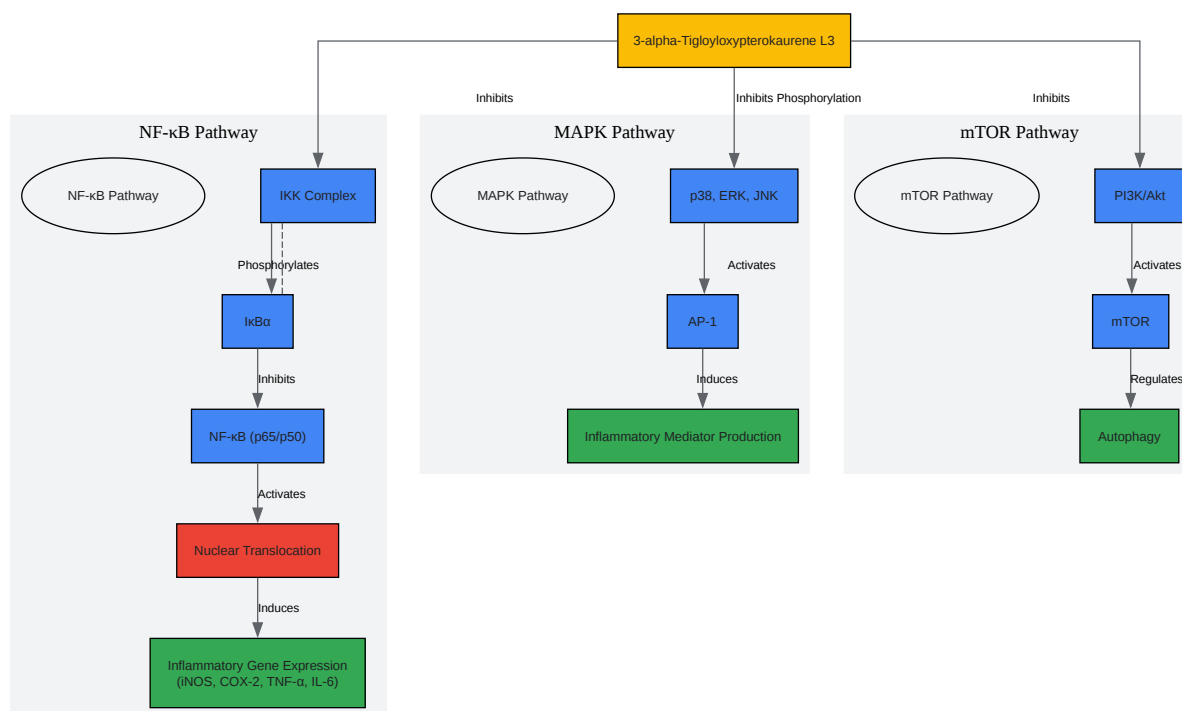 3-alpha-Tigloyloxypterokaurene L3
Inhibits
Inhibits Phosphorylation
Inhibits
NF-κB Pathway
NF-κB Pathway
IKK Complex
Phosphorylates
IκBα
Inhibits
NF-κB (p65/p50)
Activates
Nuclear Translocation
Induces
Inflammatory Gene Expression
(iNOS, COX-2, TNF-α, IL-6)
MAPK Pathway
MAPK Pathway
p38, ERK, JNK
Activates
AP-1
Induces
Inflammatory Mediator Production
mTOR Pathway
mTOR Pathway
PI3K/Akt
Activates
mTOR
Regulates
Autophagy